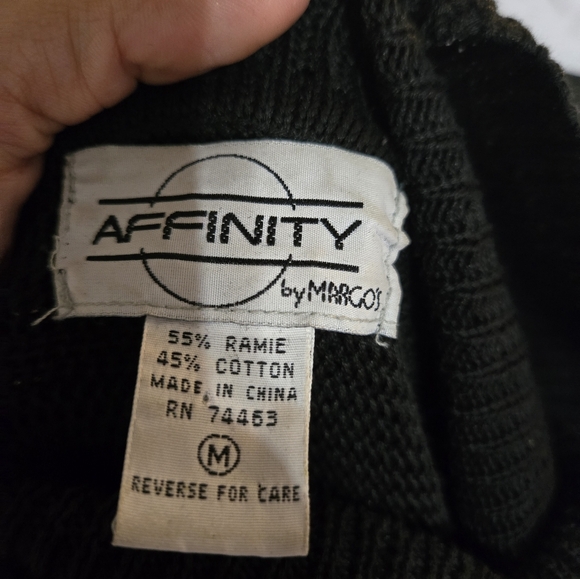 AFFINITY
by MARGO'S
55% RAMIE
45% COTTON
MADE IN CHINA
RN 74463
M
REVERSE FOR CARE